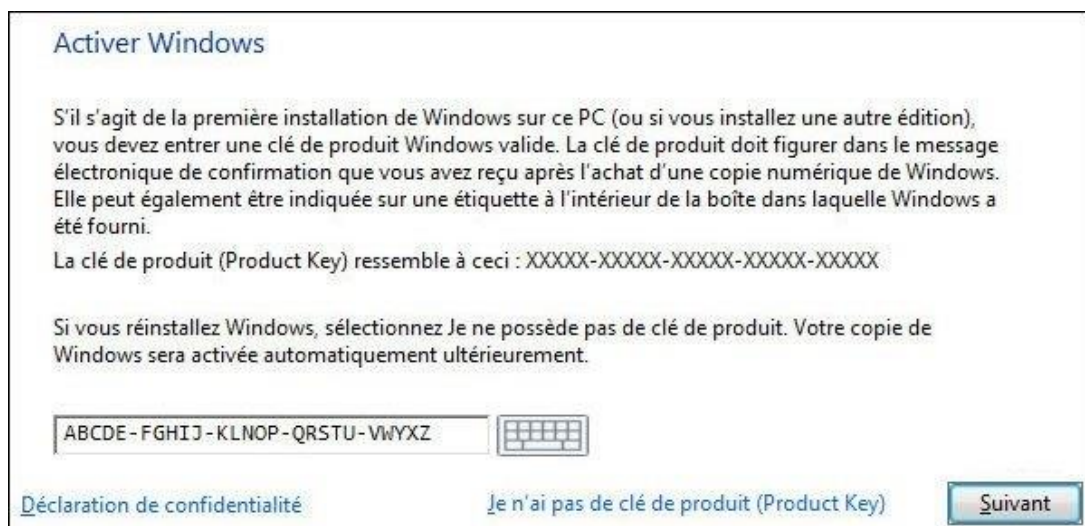 Activer Windows
S'il s'agit de la première installation de Windows sur ce PC (ou si vous installez une autre édition),
vous devez entrer une clé de produit Windows valide. La clé de produit doit figurer dans le message
électronique de confirmation que vous avez reçu après l'achat d'une copie numérique de Windows.
Elle peut également être indiquée sur une étiquette à l'intérieur de la boîte dans laquelle Windows a
été fourni.
La clé de produit (Product Key) ressemble à ceci : XXXXX-XXXXX-XXXXX-XXXXX-XXXXX
Si vous réinstallez Windows, sélectionnez Je ne possède pas de clé de produit. Votre copie de
Windows sera activée automatiquement ultérieurement.
ABCDE-FGHIJ-KLNOP-QRSTU-VWYXZ
Déclaration de confidentialité Je n'ai pas de clé de produit (Product Key) Suivant